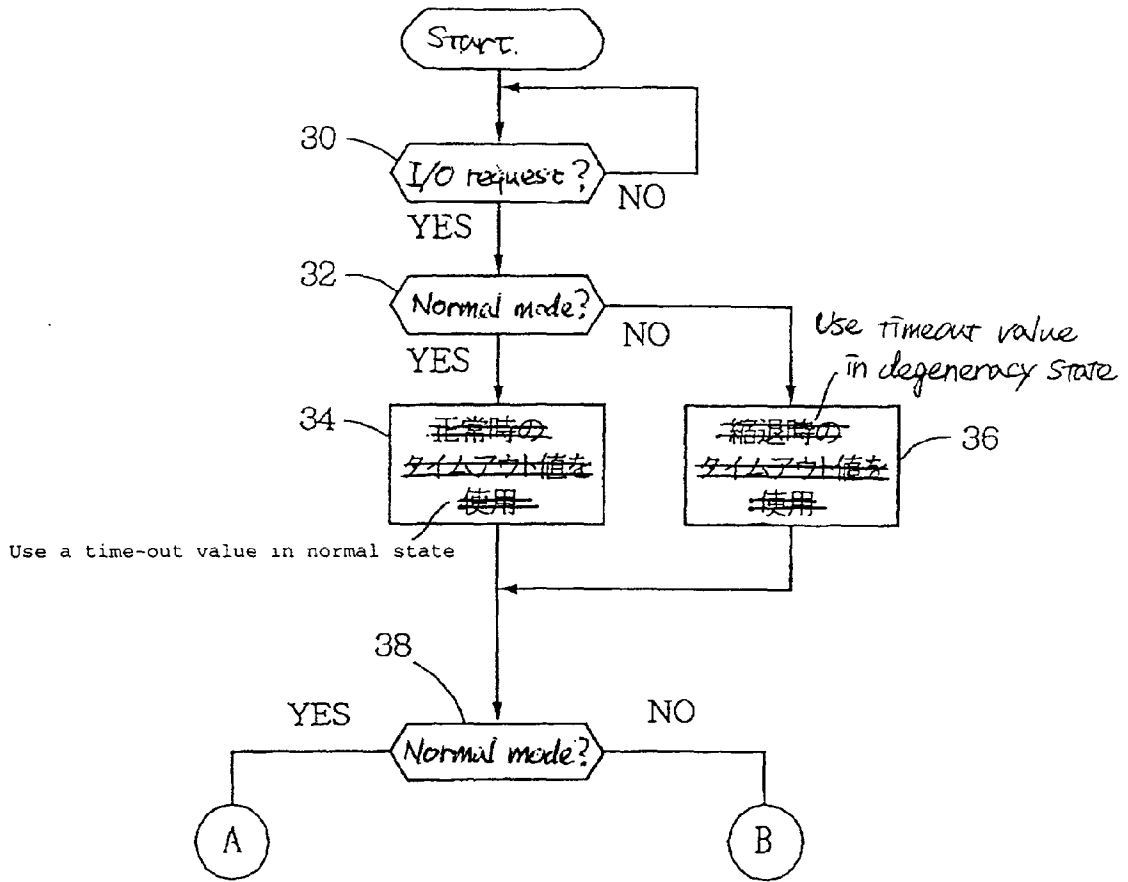 Start.
30
I/O request?
NO
YES
32
Normal mode?
NO
YES
Use timeout value
in degeneracy state
34
正常時の
タイムアウト値を
使用
縮退時の
タイムアウト値を
使用
36
Use a time-out value in normal state
38
YES
NO
Normal mode?
A
B